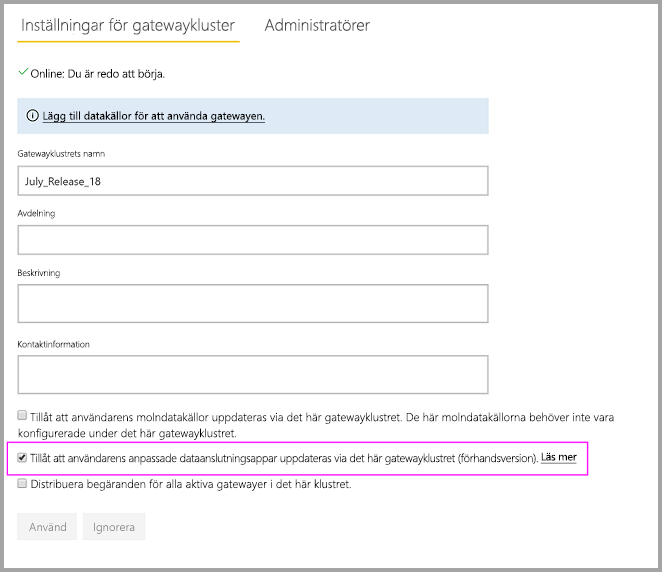 Inställningar för gatewaykluster Administratörer
Online: Du är redo att börja.
Lägg till datakällor för att använda gatewayen.
Gatewayklustrets namn
July_Release_18
Avdelning
Beskrivning
Kontaktinformation
Tillåt att användarens molndatakällor uppdateras via det här gatewayklustret. De här molndatakällorna behöver inte vara
konfigurerade under det här gatewayklustret.
Tillåt att användarens anpassade dataanslutningsappar uppdateras via det här gatewayklustret (förhandsversion). Läs mer
Distribuera begäranden för alla aktiva gatewayer i det här klustret.
Använd Ignorera